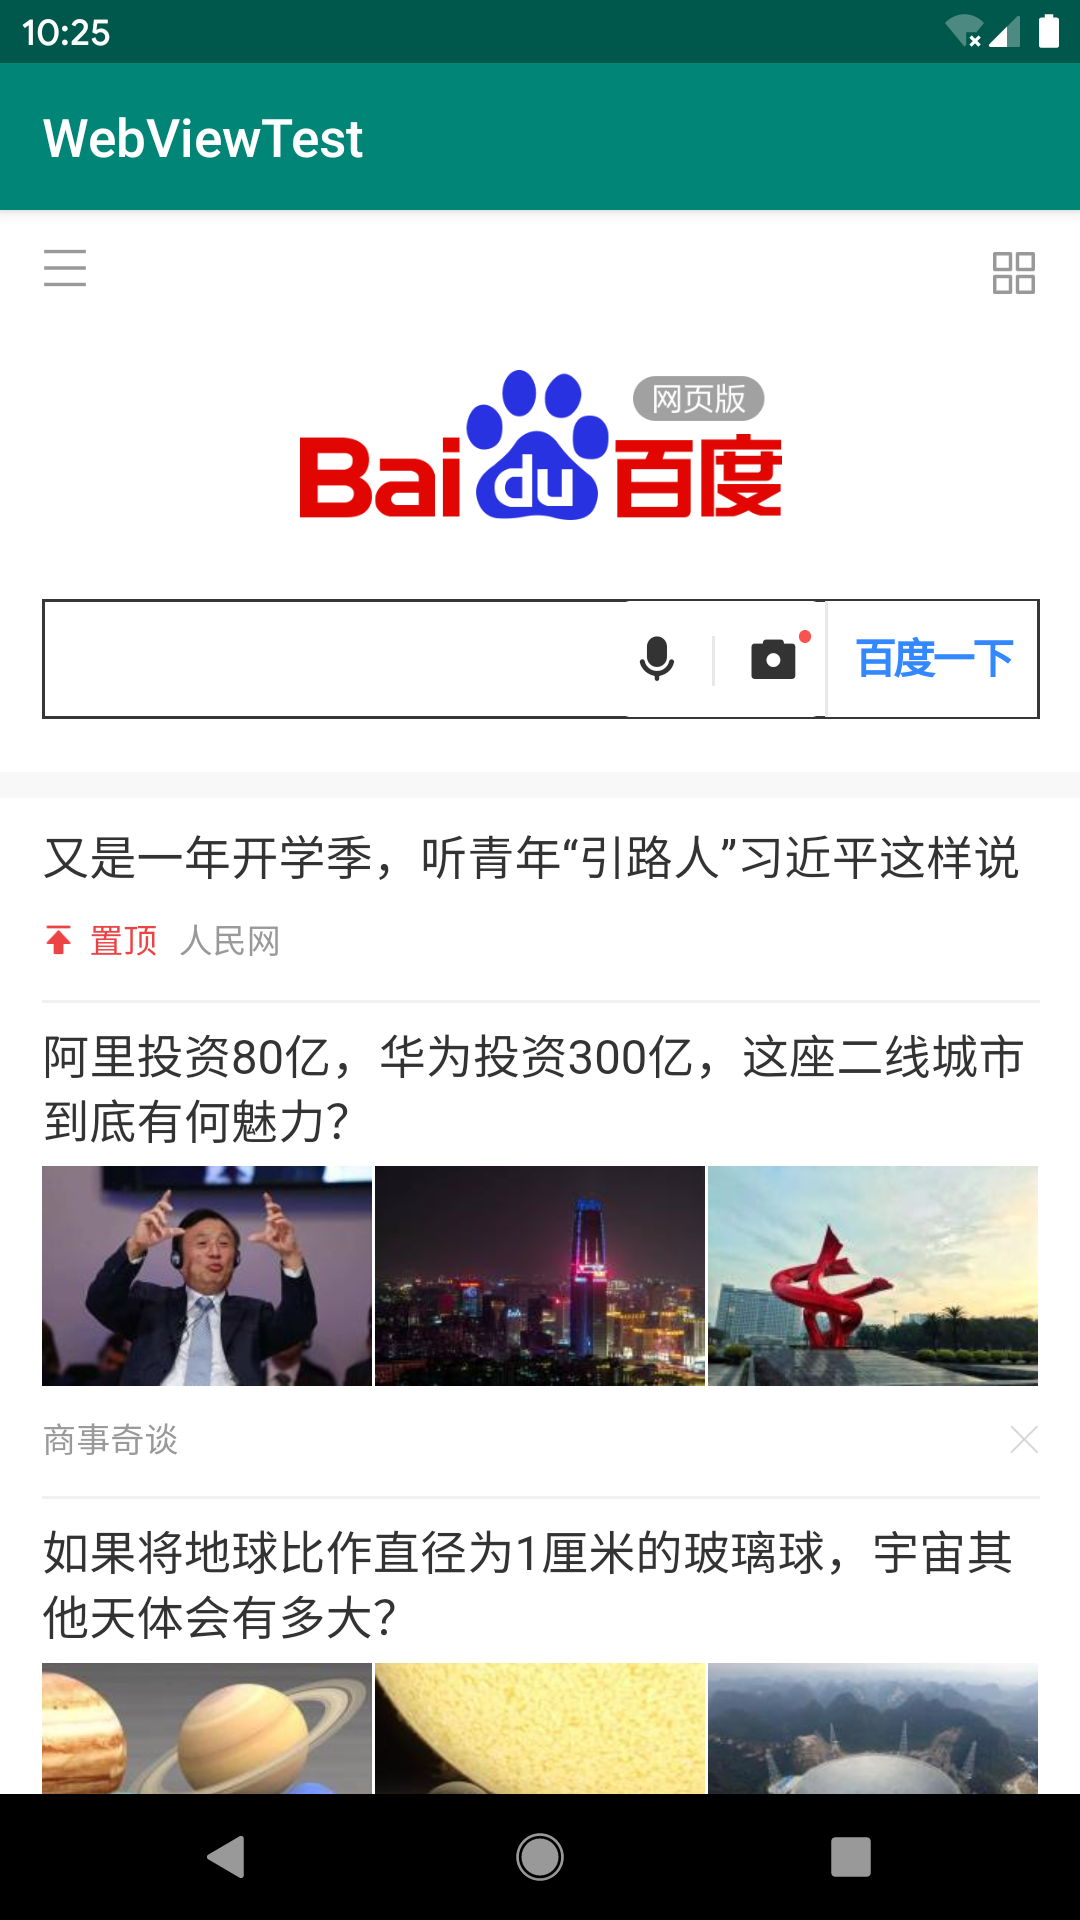 10:25
WebViewTest
网页版
Bai du 百度
百度一下
又是一年开学季，听青年“引路人”习近平这样说
置顶 人民网
阿里投资80亿，华为投资300亿，这座二线城市
到底有何魅力？
商事奇谈
如果将地球比作直径为1厘米的玻璃球，宇宙其
他天体会有多大？